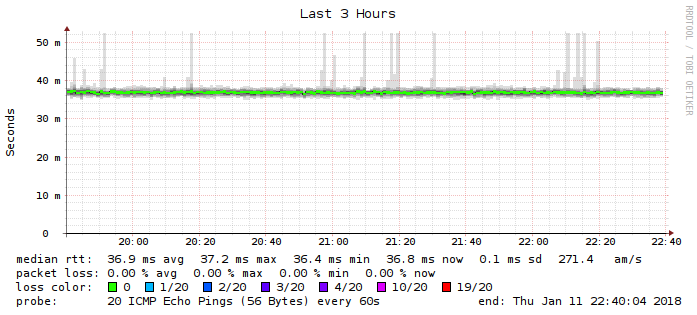 Last 3 Hours
RRDTOOL / TOBI OETIKER
Seconds
50 m
40 m
30 m
20 m
10 m
0
20:00 20:20 20:40 21:00 21:20 21:40 22:00 22:20 22:40
median rtt: 36.9 ms avg 37.2 ms max 36.4 ms min 36.8 ms now 0.1 ms sd 271.4 am/s
packet loss: 0.00 % avg 0.00 % max 0.00 % min 0.00 % now
loss color: 0 1/20 2/20 3/20 4/20 10/20 19/20
probe: 20 ICMP Echo Pings (56 Bytes) every 60s end: Thu Jan 11 22:40:04 2018